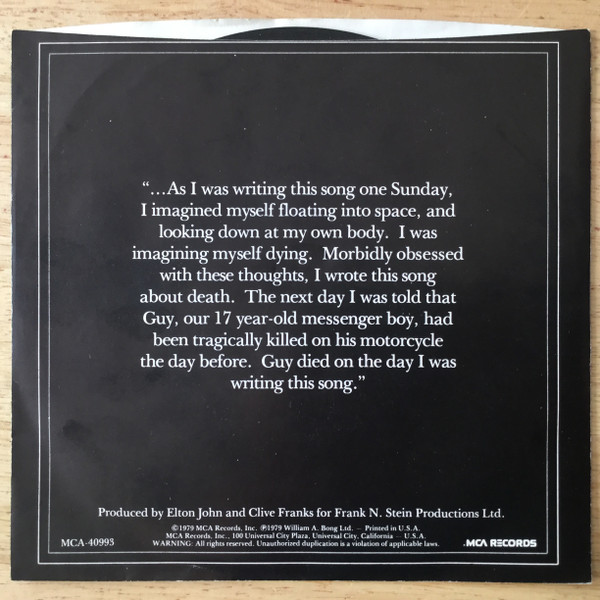 “...As I was writing this song one Sunday,
I imagined myself floating into space, and
looking down at my own body. I was
imagining myself dying. Morbidly obsessed
with these thoughts, I wrote this song
about death. The next day I was told that
Guy, our 17 year-old messenger boy, had
been tragically killed on his motorcycle
the day before. Guy died on the day I was
writing this song.”
Produced by Elton John and Clive Franks for Frank N. Stein Productions Ltd.
©1979 MCA Records, Inc. ℗1979 William A. Bong Ltd. — Printed in U.S.A.
MCA Records, Inc., 100 Universal City Plaza, Universal City, California — U.S.A.
WARNING: All rights reserved. Unauthorized duplication is a violation of applicable laws.
MCA-40993
MCA RECORDS